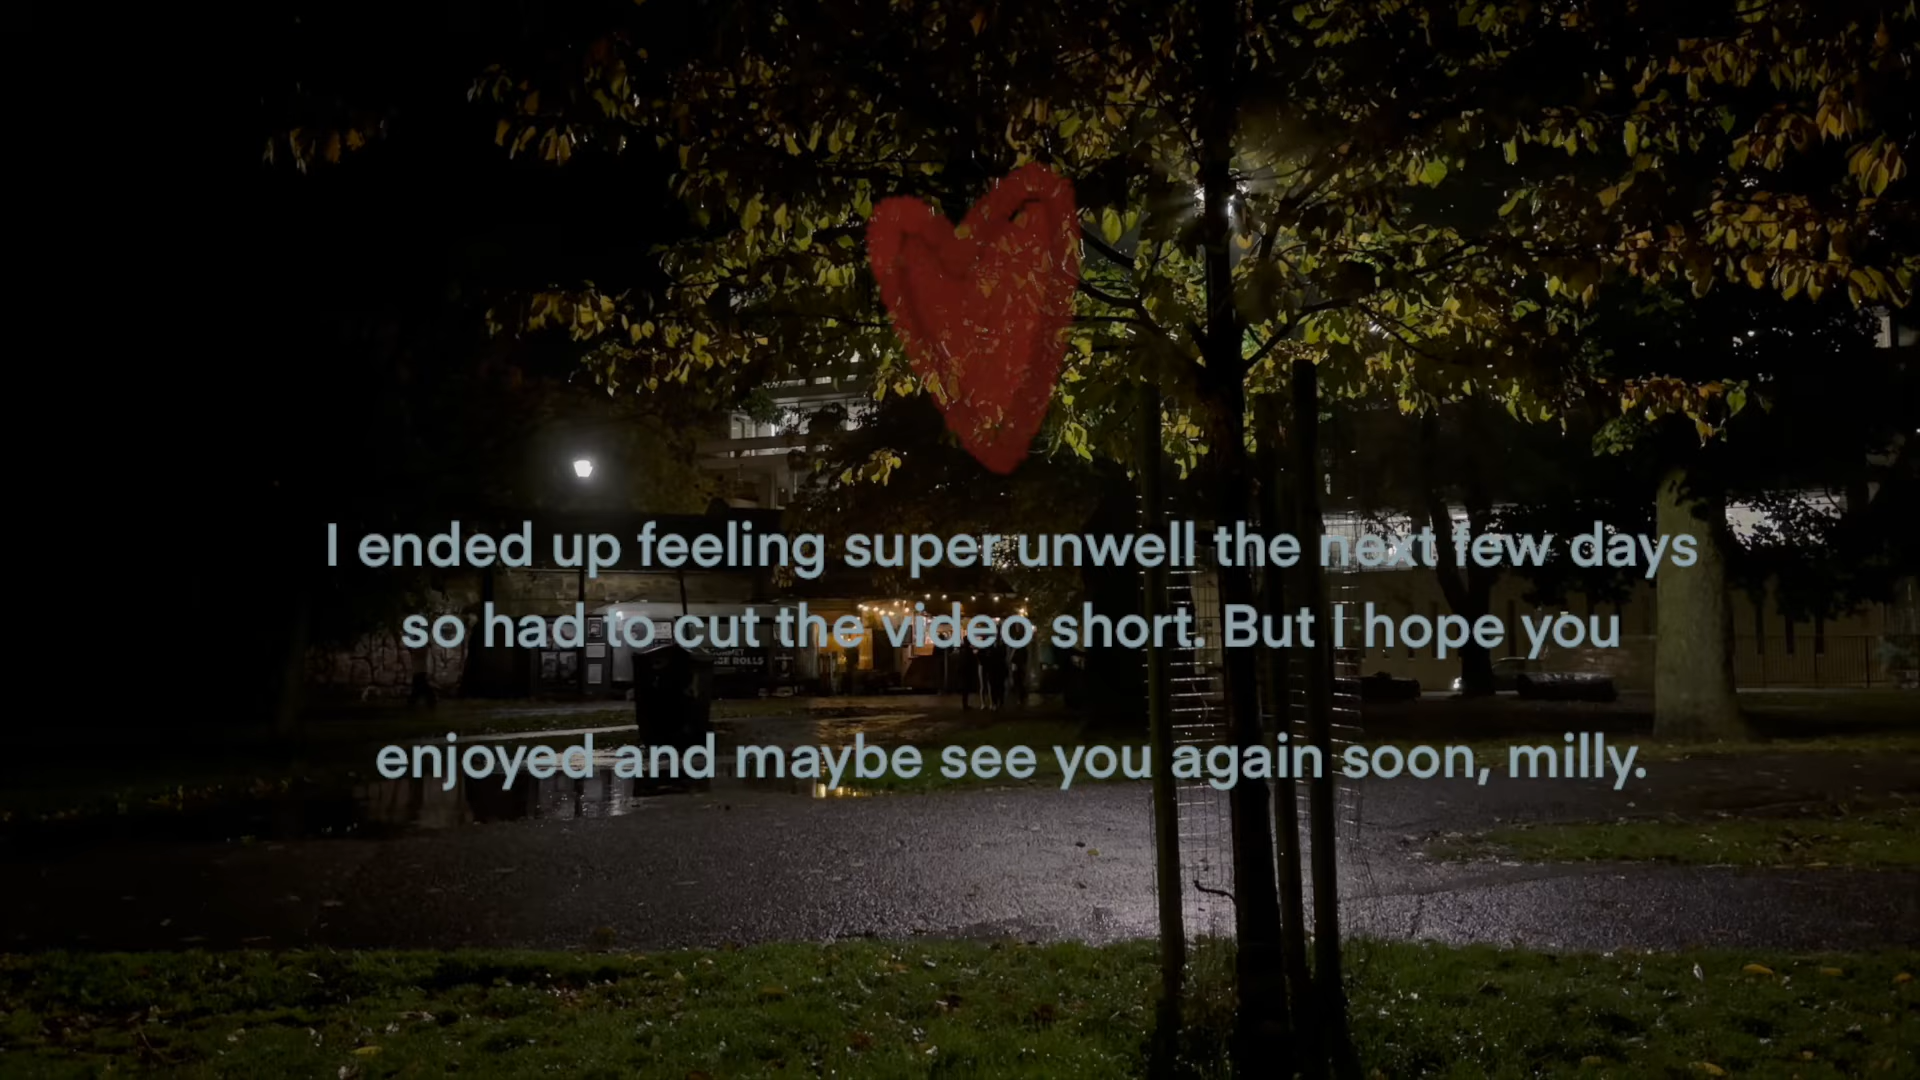 I ended up feeling super unwell the next few days
so had to cut the video short. But I hope you
enjoyed and maybe see you again soon, milly.
ROLLS